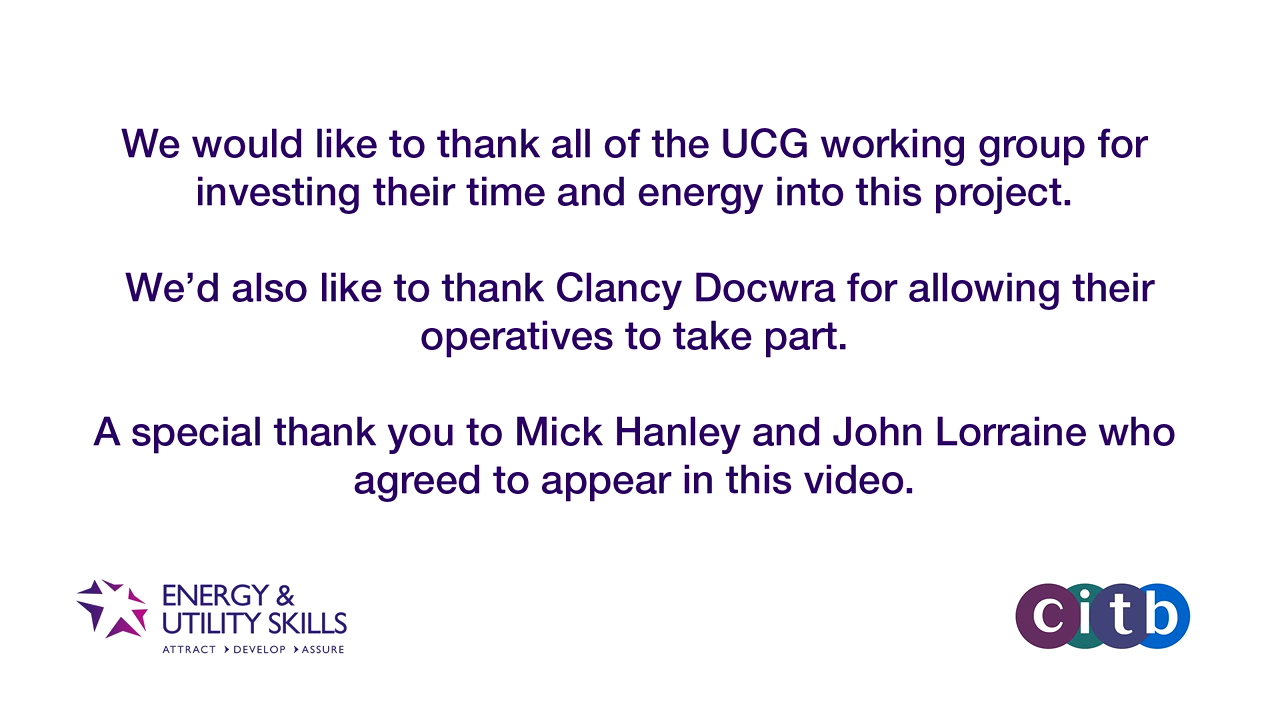 We would like to thank all of the UCG working group for
investing their time and energy into this project.
We’d also like to thank Clancy Docwra for allowing their
operatives to take part.
A special thank you to Mick Hanley and John Lorraine who
agreed to appear in this video.
ENERGY &
UTILITY SKILLS
ATTRACT > DEVELOP > ASSURE
citb